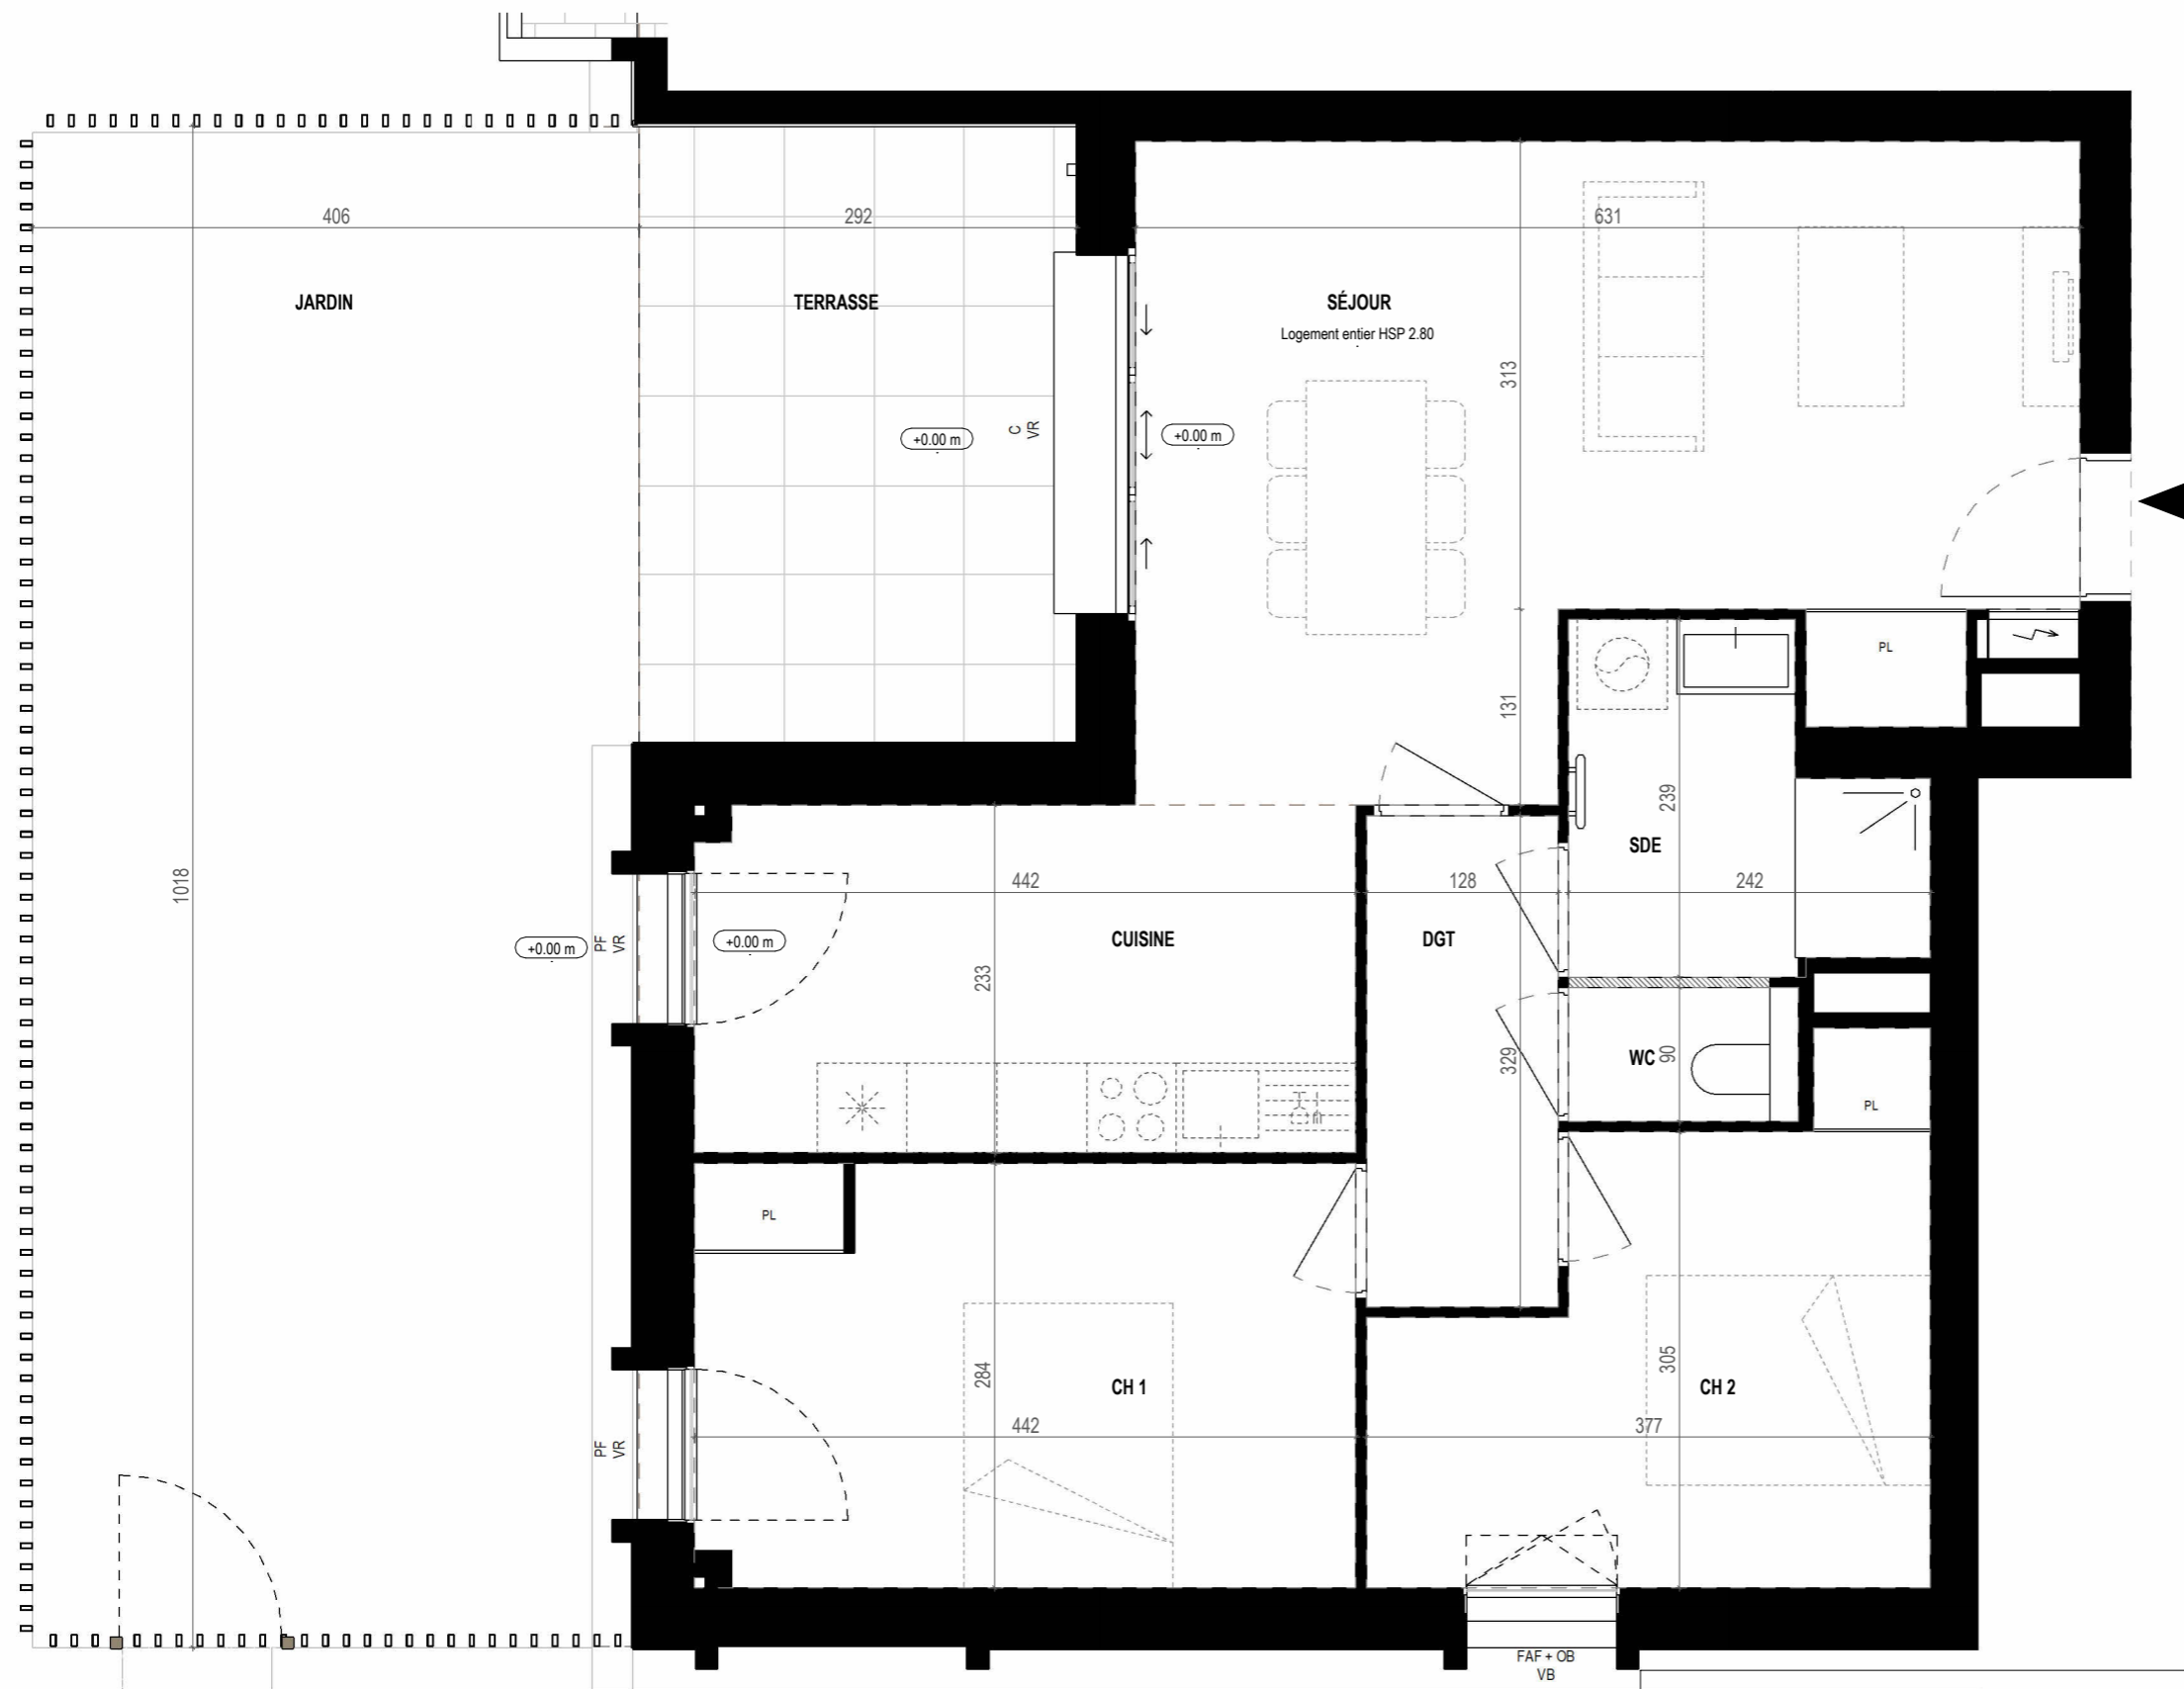 406
292
631
JARDIN
TERRASSE
SÉJOUR
Logement entier HSP 2.80
313
+0.00 m
C
VR
+0.00 m
PL
131
239
SDE
1018
442
128
242
PF
VR
+0.00 m
+0.00 m
CUISINE
DGT
233
329
WC
90
PL
PL
284
CH 1
305
CH 2
442
377
PF
VR
FAF + OB
VB